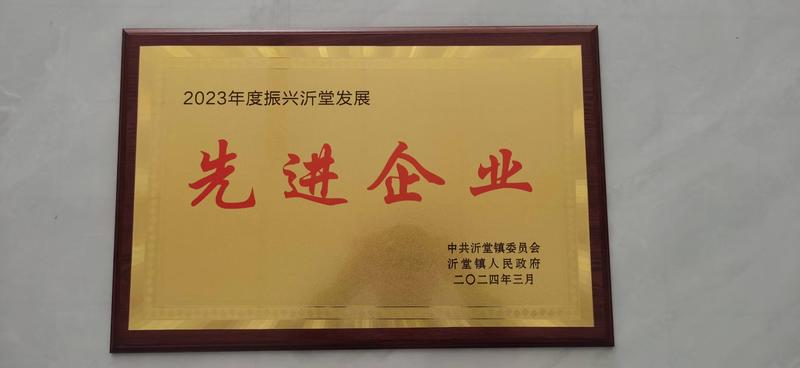 2023年度振兴沂堂发展
先进企业
中共沂堂镇委员会
沂堂镇人民政府
二〇二四年三月